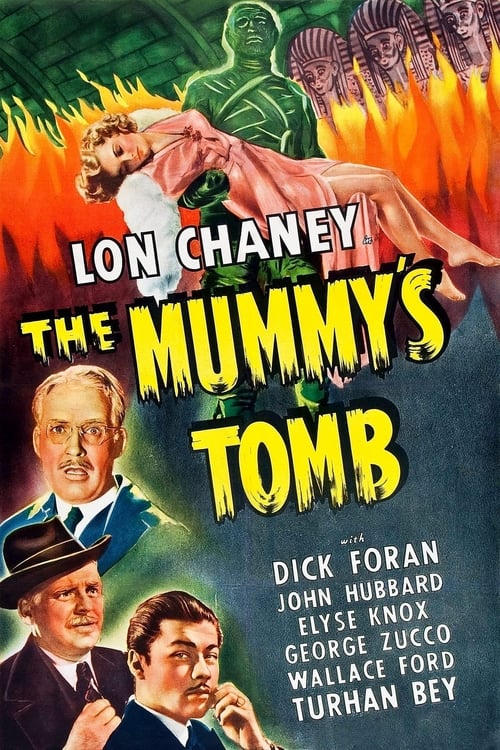 LON CHANEY in
THE MUMMY'S
TOMB
with
DICK FORAN
JOHN HUBBARD
ELYSE KNOX
GEORGE ZUCCO
WALLACE FORD
TURHAN BEY